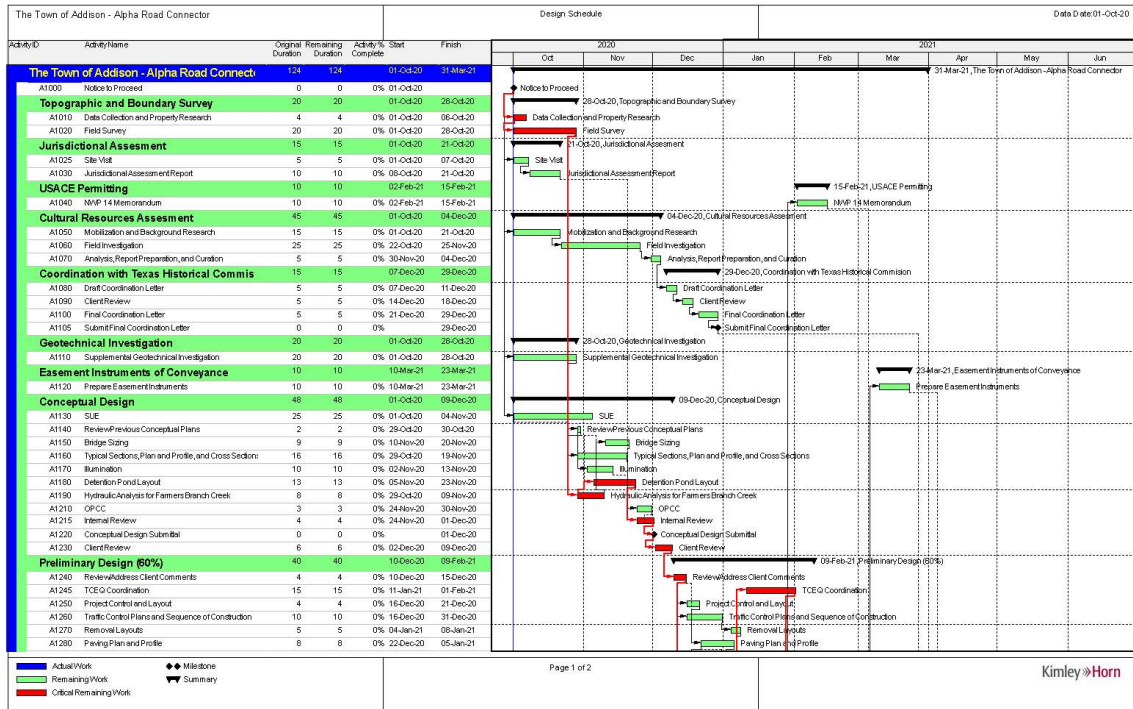 The Town of Addison - Alpha Road Connector
Design Schedule
Data Date:01-Oct-20
Activity ID Activity Name Original Duration Remaining Duration Activity % Complete Start Finish
2020 2021
Oct Nov Dec Jan Feb Mar Apr May Jun
The Town of Addison - Alpha Road Connecto 124 124 01-Oct-20 31-Mar-21 31-Mar-21, The Town of Addison - Alpha Road Connector
A1000 Notice to Proceed 0 0 0% 01-Oct-20 Notice to Proceed
Topographic and Boundary Survey 20 20 01-Oct-20 28-Oct-20 28-Oct-20, Topographic and Boundary Survey
A1010 Data Collection and Property Research 4 4 0% 01-Oct-20 06-Oct-20 Data Collection and Property Research
A1020 Field Survey 20 20 0% 01-Oct-20 28-Oct-20 Field Survey
Jurisdictional Assesment 15 15 01-Oct-20 21-Oct-20 21-Oct-20, Jurisdictional Assesment
A1025 Site Visit 5 5 0% 01-Oct-20 07-Oct-20 Site Visit
A1030 Jurisdictional Assessment Report 10 10 0% 08-Oct-20 21-Oct-20 Jurisdictional Assessment Report
USACE Permitting 10 10 02-Feb-21 15-Feb-21 15-Feb-21, USACE Permitting
A1040 NWP 14 Memorandum 10 10 0% 02-Feb-21 15-Feb-21 NWP 14 Memorandum
Cultural Resources Assesment 45 45 01-Oct-20 04-Dec-20 04-Dec-20, Cultural Resources Assesment
A1050 Mobilization and Background Research 15 15 0% 01-Oct-20 21-Oct-20 Mobilization and Background Research
A1060 Field Investigation 25 25 0% 22-Oct-20 25-Nov-20 Field Investigation
A1070 Analysis, Report Preparation, and Curation 5 5 0% 30-Nov-20 04-Dec-20 Analysis, Report Preparation, and Curation
Coordination with Texas Historical Commis 15 15 07-Dec-20 29-Dec-20 29-Dec-20, Coordination with Texas Historical Commision
A1080 Draft Coordination Letter 5 5 0% 07-Dec-20 11-Dec-20 Draft Coordination Letter
A1090 Client Review 5 5 0% 14-Dec-20 18-Dec-20 Client Review
A1100 Final Coordination Letter 5 5 0% 21-Dec-20 29-Dec-20 Final Coordination Letter
A1105 Submit Final Coordination Letter 0 0 0% 29-Dec-20 Submit Final Coordination Letter
Geotechnical Investigation 20 20 01-Oct-20 28-Oct-20 28-Oct-20, Geotechnical Investigation
A1110 Supplemental Geotechnical Investigation 20 20 0% 01-Oct-20 28-Oct-20 Supplemental Geotechnical Investigation
Easement Instruments of Conveyance 10 10 10-Mar-21 23-Mar-21 23-Mar-21, Easement Instruments of Conveyance
A1120 Prepare Easement Instruments 10 10 0% 10-Mar-21 23-Mar-21 Prepare Easement Instruments
Conceptual Design 48 48 01-Oct-20 09-Dec-20 09-Dec-20, Conceptual Design
A1130 SUE 25 25 0% 01-Oct-20 04-Nov-20 SUE
A1140 Review Previous Conceptual Plans 2 2 0% 29-Oct-20 30-Oct-20 Review Previous Conceptual Plans
A1150 Bridge Sizing 9 9 0% 10-Nov-20 20-Nov-20 Bridge Sizing
A1160 Typical Sections, Plan and Profile, and Cross Sections 16 16 0% 29-Oct-20 19-Nov-20 Typical Sections, Plan and Profile, and Cross Sections
A1170 Illumination 10 10 0% 02-Nov-20 13-Nov-20 Illumination
A1180 Detention Pond Layout 13 13 0% 05-Nov-20 23-Nov-20 Detention Pond Layout
A1190 Hydraulic Analysis for Farmers Branch Creek 8 8 0% 29-Oct-20 09-Nov-20 Hydraulic Analysis for Farmers Branch Creek
A1210 OPCC 3 3 0% 24-Nov-20 30-Nov-20 OPCC
A1215 Internal Review 4 4 0% 24-Nov-20 01-Dec-20 Internal Review
A1220 Conceptual Design Submittal 0 0 0% 01-Dec-20 Conceptual Design Submittal
A1230 Client Review 6 6 0% 02-Dec-20 09-Dec-20 Client Review
Preliminary Design (60%) 40 40 10-Dec-20 09-Feb-21 09-Feb-21, Preliminary Design (60%)
A1240 Review/Address Client Comments 4 4 0% 10-Dec-20 15-Dec-20 Review/Address Client Comments
A1245 TCEQ Coordination 15 15 0% 11-Jan-21 01-Feb-21 TCEQ Coordination
A1250 Project Control and Layout 4 4 0% 16-Dec-20 21-Dec-20 Project Control and Layout
A1260 Traffic Control Plans and Sequence of Construction 10 10 0% 16-Dec-20 31-Dec-20 Traffic Control Plans and Sequence of Construction
A1270 Removal Layouts 5 5 0% 04-Jan-21 08-Jan-21 Removal Layouts
A1280 Paving Plan and Profile 8 8 0% 22-Dec-20 05-Jan-21 Paving Plan and Profile
Actual Work Milestone
Remaining Work Summary
Critical Remaining Work
Page 1 of 2
Kimley»Horn